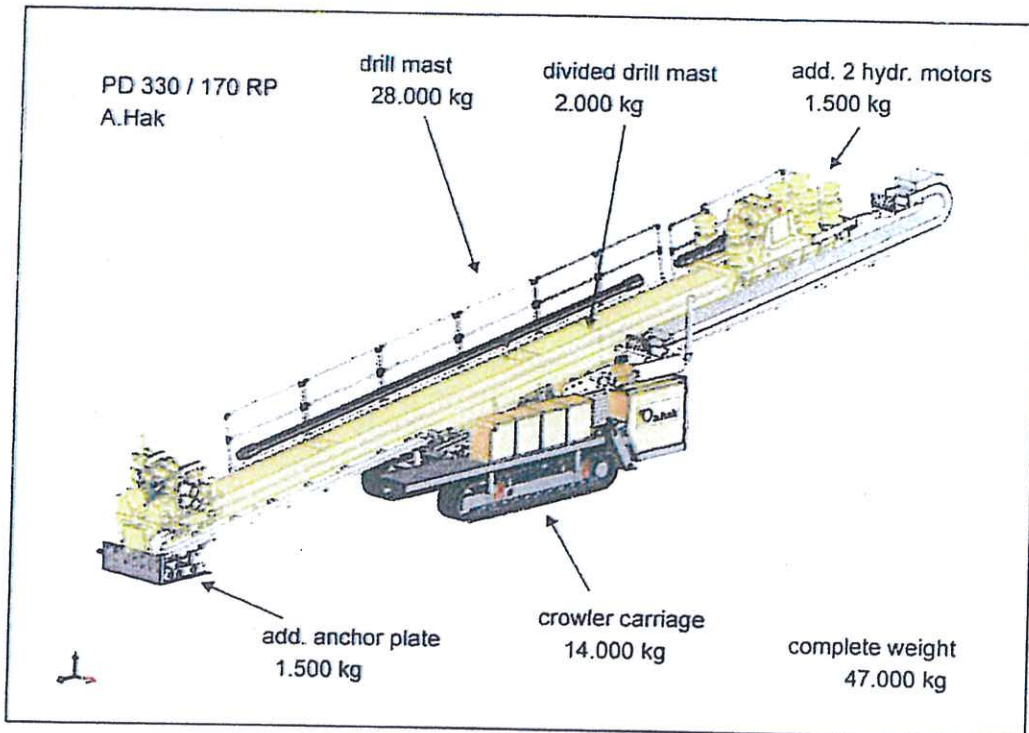 PD 330 / 170 RP
A.Hak
drill mast
28.000 kg
divided drill mast
2.000 kg
add. 2 hydr. motors
1.500 kg
add. anchor plate
1.500 kg
crowler carriage
14.000 kg
complete weight
47.000 kg